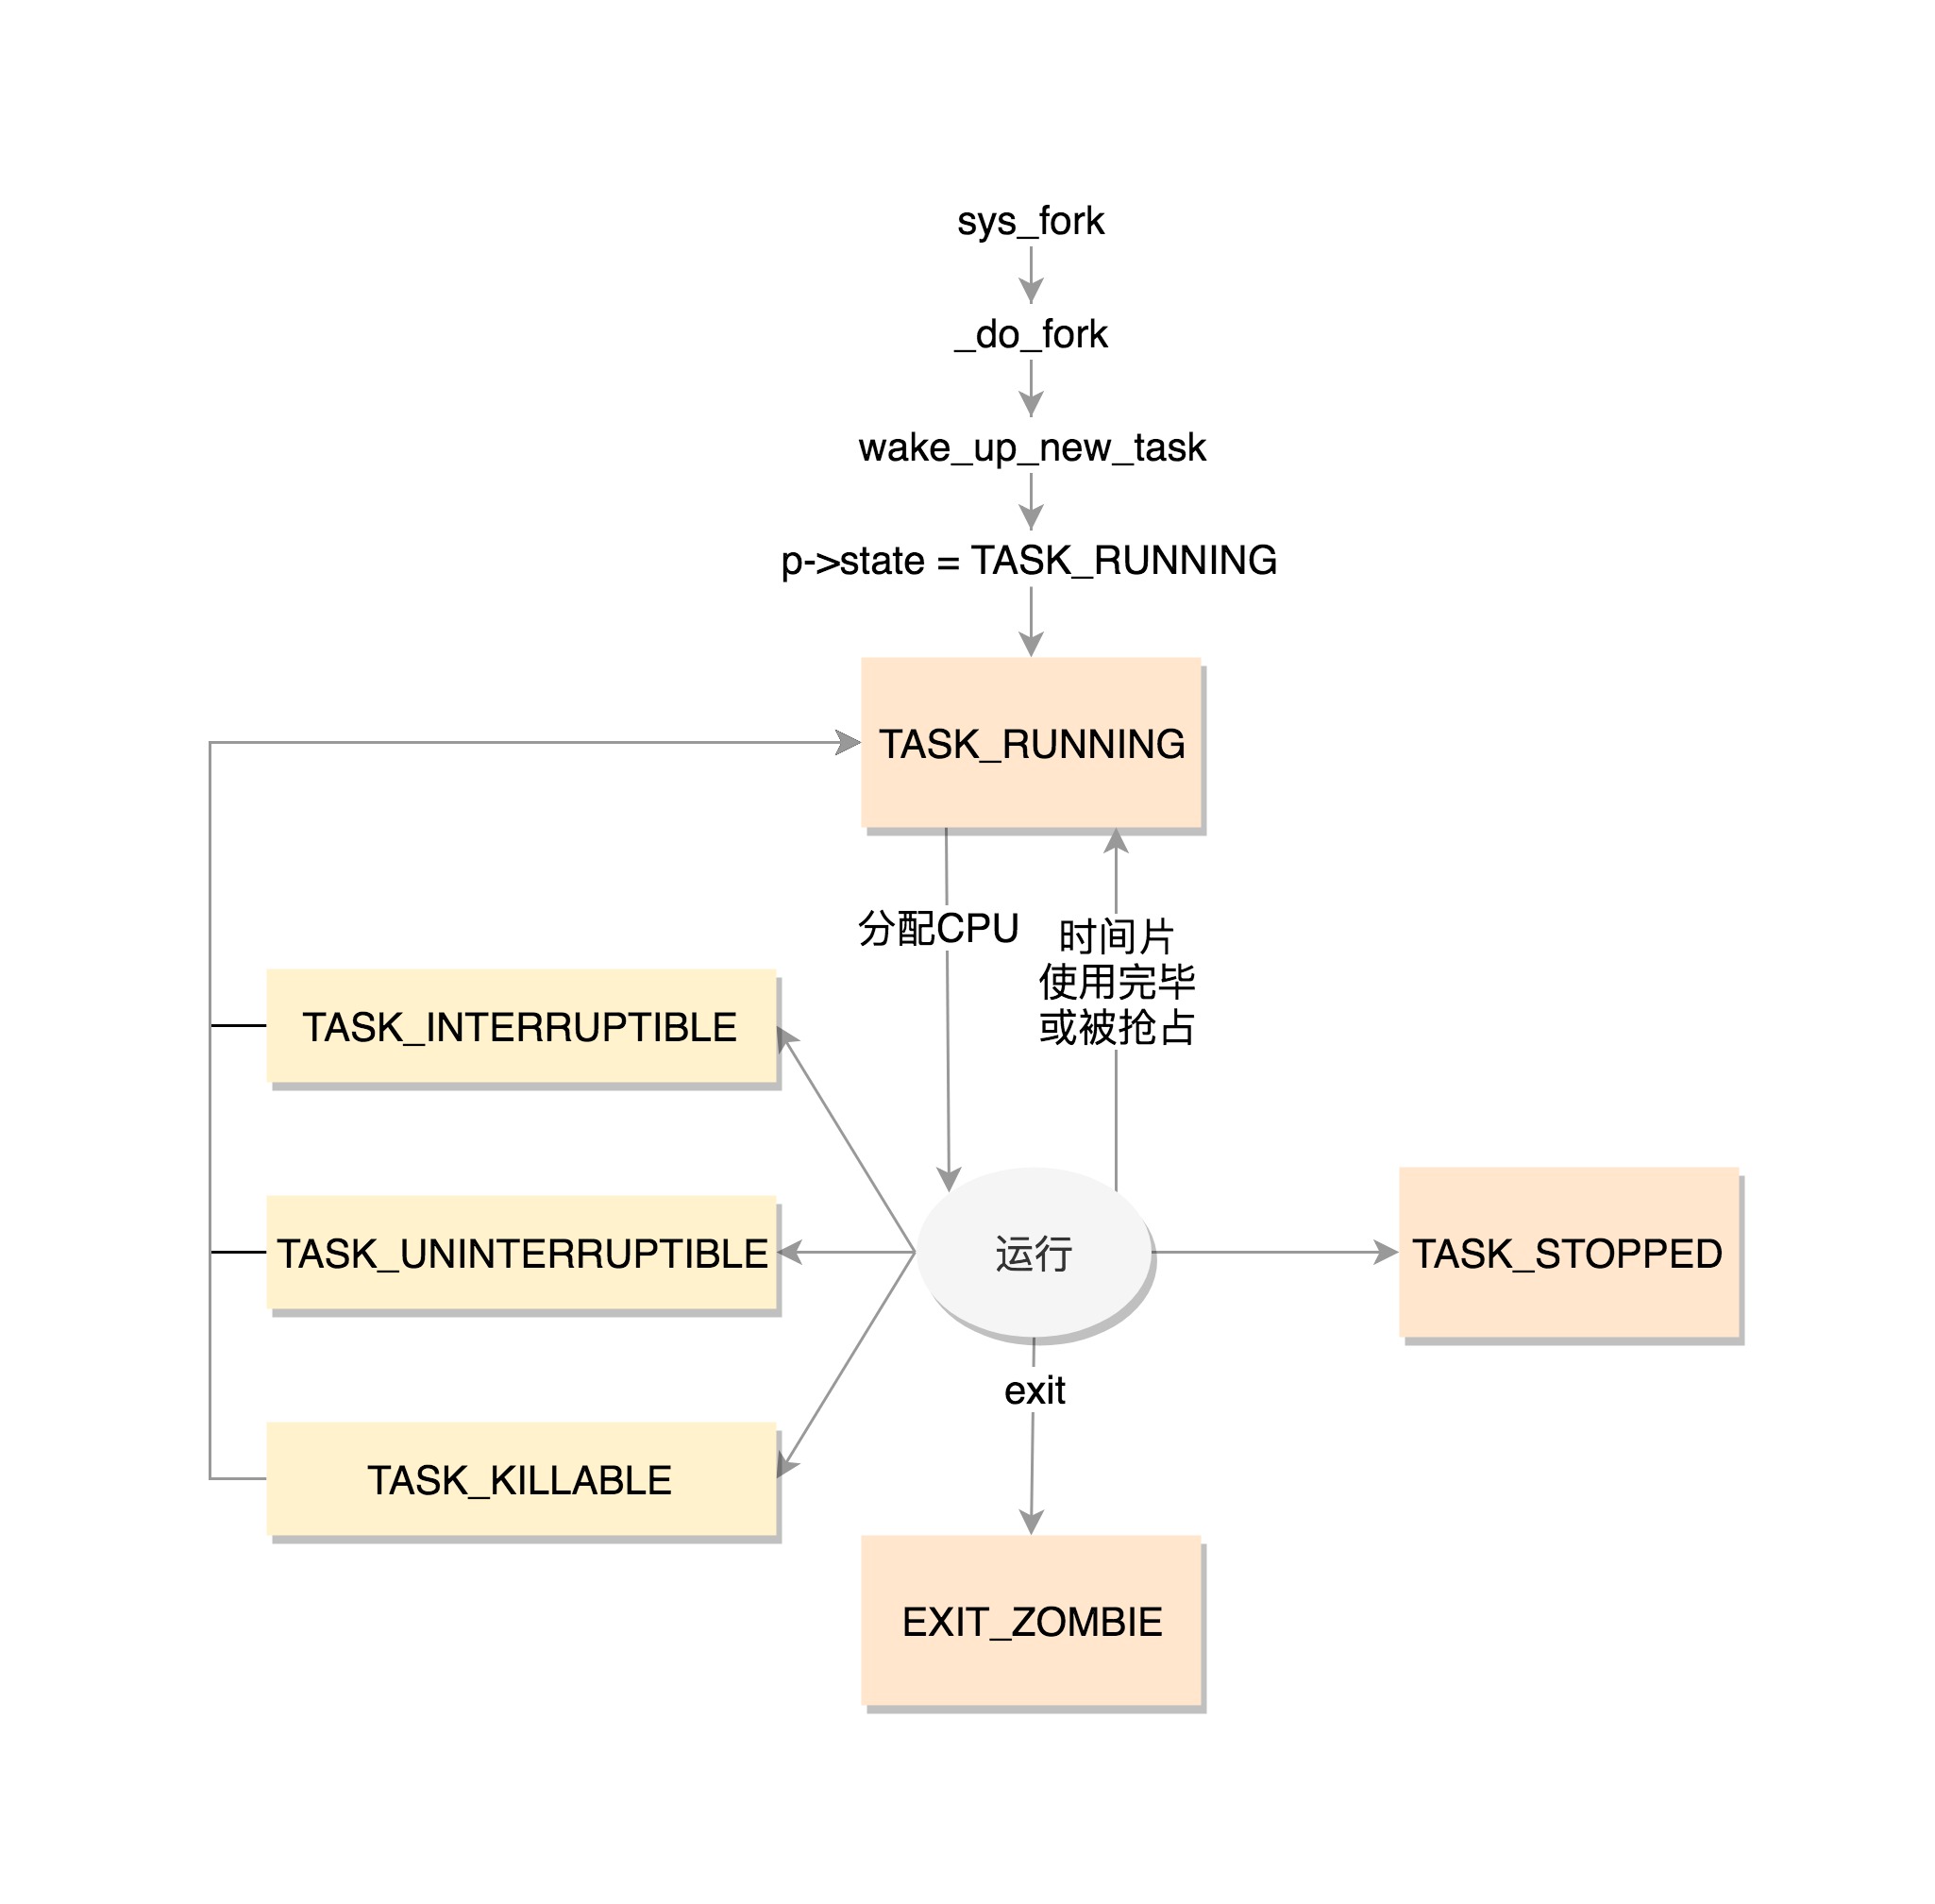 sys_fork
_do_fork
wake_up_new_task
p->state = TASK_RUNNING
TASK_RUNNING
分配CPU
时间片
使用完毕
或被抢占
TASK_INTERRUPTIBLE
TASK_UNINTERRUPTIBLE
运行
TASK_STOPPED
exit
TASK_KILLABLE
EXIT_ZOMBIE